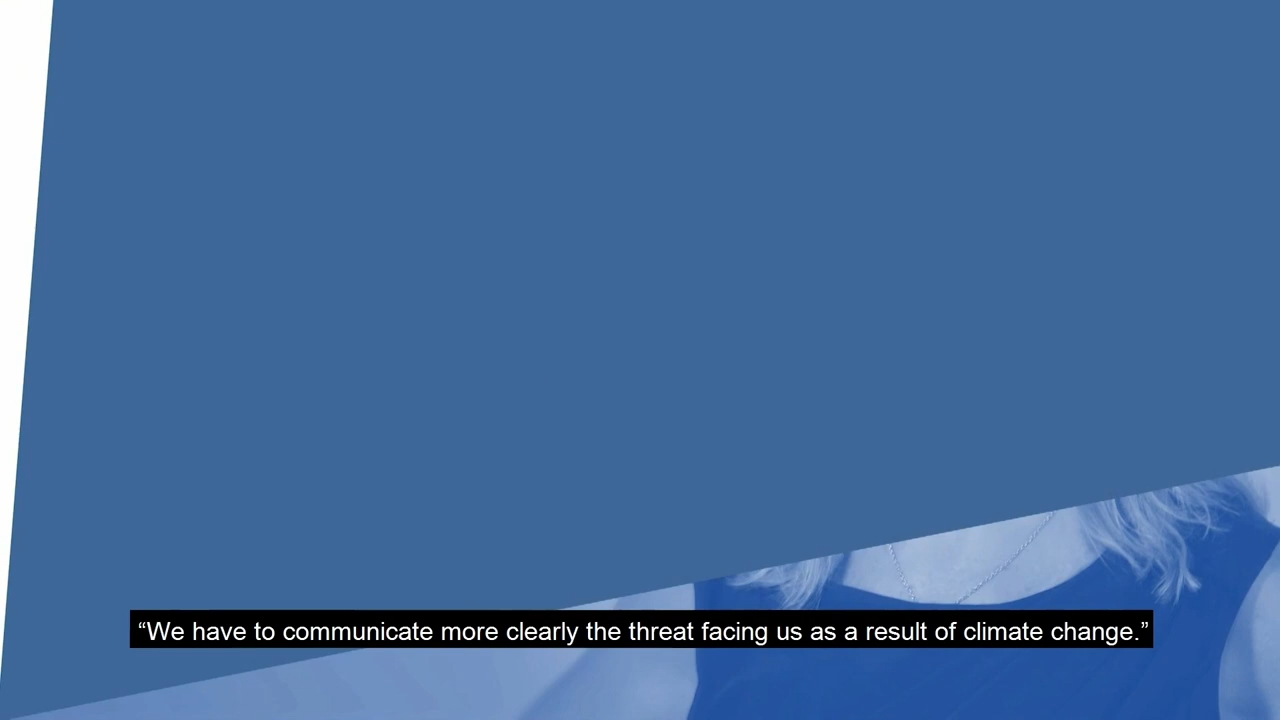 “We have to communicate more clearly the threat facing us as a result of climate change.”